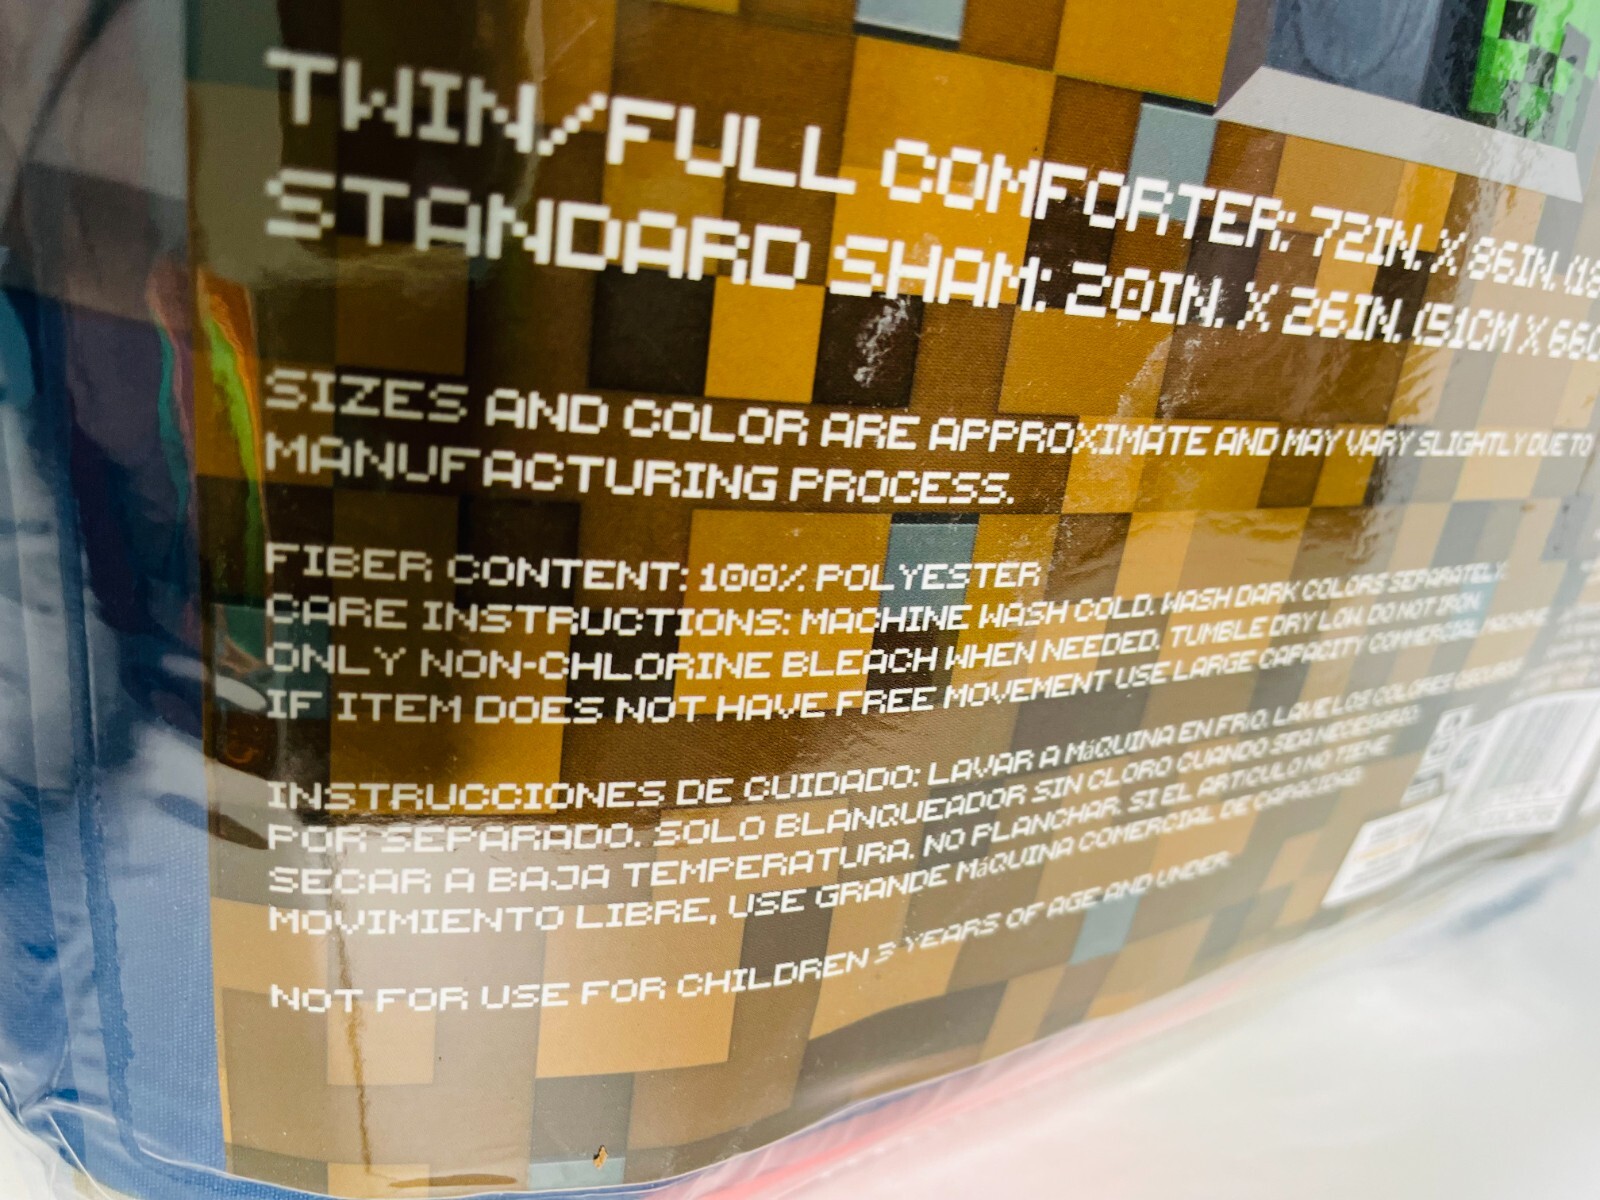 TWIN/FULL COMFORTER: 72IN. X 86IN. (18
STANDARD SHAM: 20IN. X 26IN. (51CM X 66C
SIZES AND COLOR ARE APPROXIMATE AND MAY VARY SLIGHTLY DUE TO
MANUFACTURING PROCESS.
FIBER CONTENT: 100% POLYESTER
CARE INSTRUCTIONS: MACHINE WASH COLD. WASH DARK COLORS SEPARATELY.
ONLY NON-CHLORINE BLEACH WHEN NEEDED. TUMBLE DRY LOW. DO NOT IRON.
IF ITEM DOES NOT HAVE FREE MOVEMENT USE LARGE CAPACITY COMMERCIAL MACHINE
INSTRUCCIONES DE CUIDADO: LAVAR A MáQUINA EN FRIO. LAVE LOS COLORES OSCUROS
POR SEPARADO. SOLO BLANQUEADOR SIN CLORO CUANDO SEA NECESARIO.
SECAR A BAJA TEMPERATURA. NO PLANCHAR. SI EL ARTICULO NO TIENE
MOVIMIENTO LIBRE, USE GRANDE MáQUINA COMERCIAL DE CAPACIDAD.
NOT FOR USE FOR CHILDREN 3 YEARS OF AGE AND UNDER.